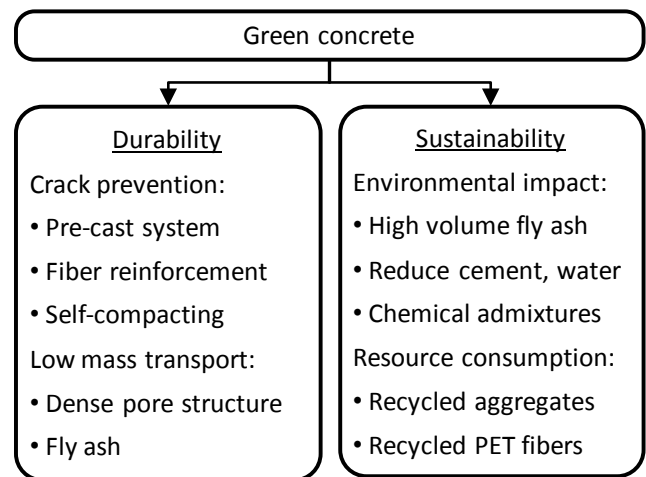 Green concrete
Durability
Crack prevention:
• Pre-cast system
• Fiber reinforcement
• Self-compacting
Low mass transport:
• Dense pore structure
• Fly ash
Sustainability
Environmental impact:
• High volume fly ash
• Reduce cement, water
• Chemical admixtures
Resource consumption:
• Recycled aggregates
• Recycled PET fibers